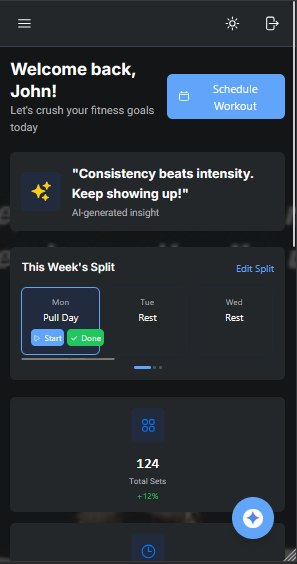 Welcome back,
John!
Let's crush your fitness goals
today
Schedule
Workout
"Consistency beats intensity.
Keep showing up!"
AI-generated insight
This Week's Split
Edit Split
Mon
Pull Day
Start
Done
Tue
Rest
Wed
Rest
124
Total Sets
+12%